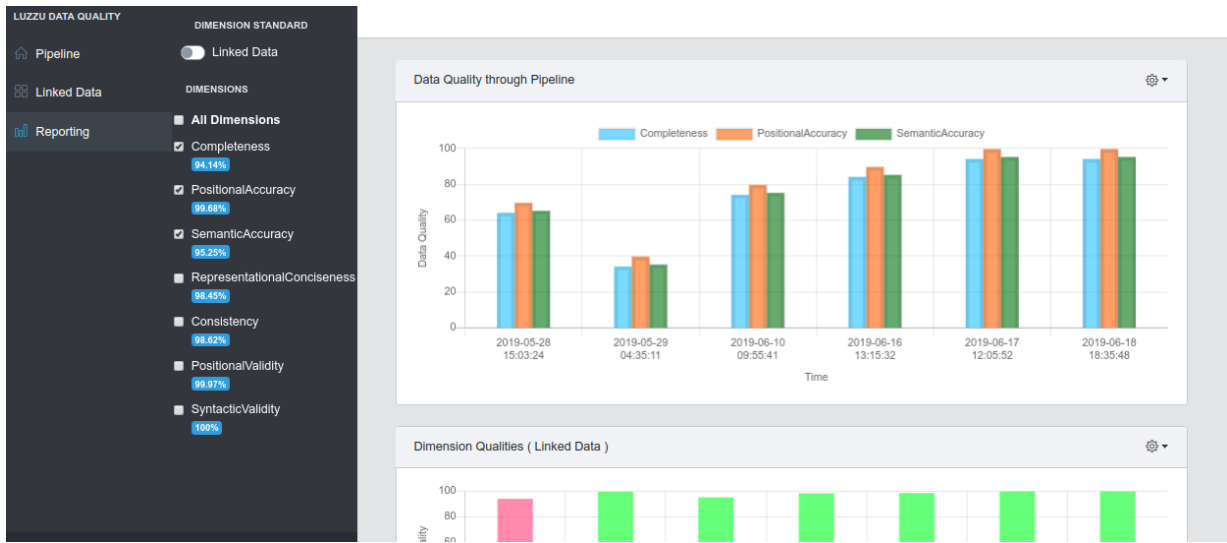 LUZZU DATA QUALITY
Pipeline
Linked Data
Reporting
DIMENSION STANDARD
Linked Data
DIMENSIONS
All Dimensions
Completeness
94.14%
PositionalAccuracy
99.68%
SemanticAccuracy
95.25%
RepresentationalConciseness
98.45%
Consistency
98.62%
PositionalValidity
99.97%
SyntacticValidity
100%
Data Quality through Pipeline
Completeness PositionalAccuracy SemanticAccuracy
100
80
60
40
20
0
Data Quality
2019-05-28 2019-05-29 2019-06-10 2019-06-16 2019-06-17 2019-06-18
15:03:24 04:35:11 09:55:41 13:15:32 12:05:52 18:35:48
Time
Dimension Qualities ( Linked Data )
100
80
60